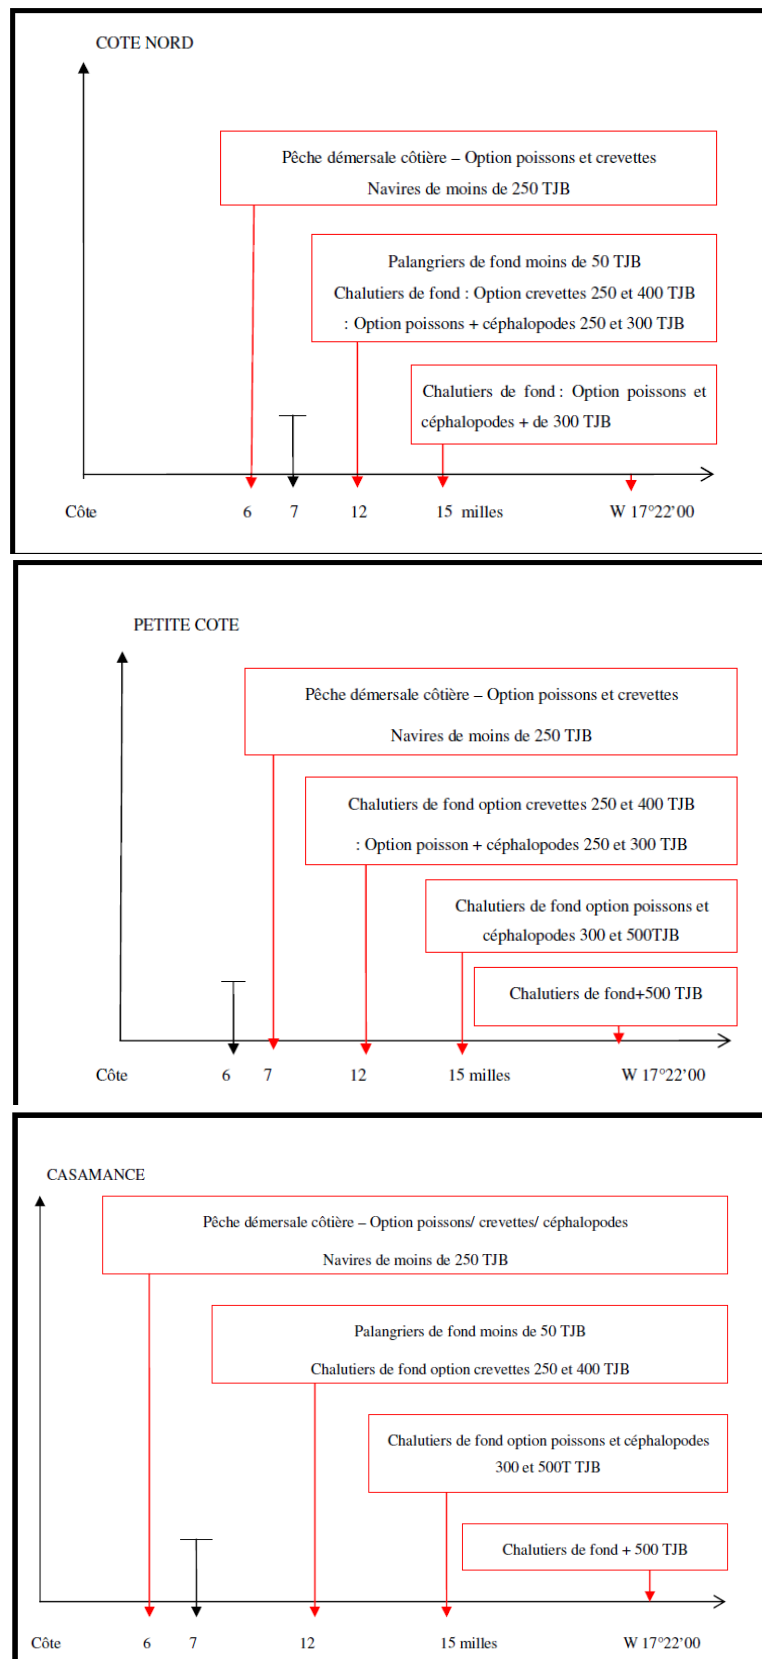 COTE NORD
Pêche démersale côtière – Option poissons et crevettes
Navires de moins de 250 TJB
Palangriers de fond moins de 50 TJB
Chalutiers de fond : Option crevettes 250 et 400 TJB
: Option poissons + céphalopodes 250 et 300 TJB
Chalutiers de fond : Option poissons et
céphalopodes + de 300 TJB
Côte 6 7 12 15 milles W 17°22’00
PETITE COTE
Pêche démersale côtière – Option poissons et crevettes
Navires de moins de 250 TJB
Chalutiers de fond option crevettes 250 et 400 TJB
: Option poisson + céphalopodes 250 et 300 TJB
Chalutiers de fond option poissons et
céphalopodes 300 et 500TJB
Chalutiers de fond+500 TJB
Côte 6 7 12 15 milles W 17°22’00
CASAMANCE
Pêche démersale côtière – Option poissons/ crevettes/ céphalopodes
Navires de moins de 250 TJB
Palangriers de fond moins de 50 TJB
Chalutiers de fond option crevettes 250 et 400 TJB
Chalutiers de fond option poissons et céphalopodes
300 et 500T TJB
Chalutiers de fond + 500 TJB
Côte 6 7 12 15 milles W 17°22’00